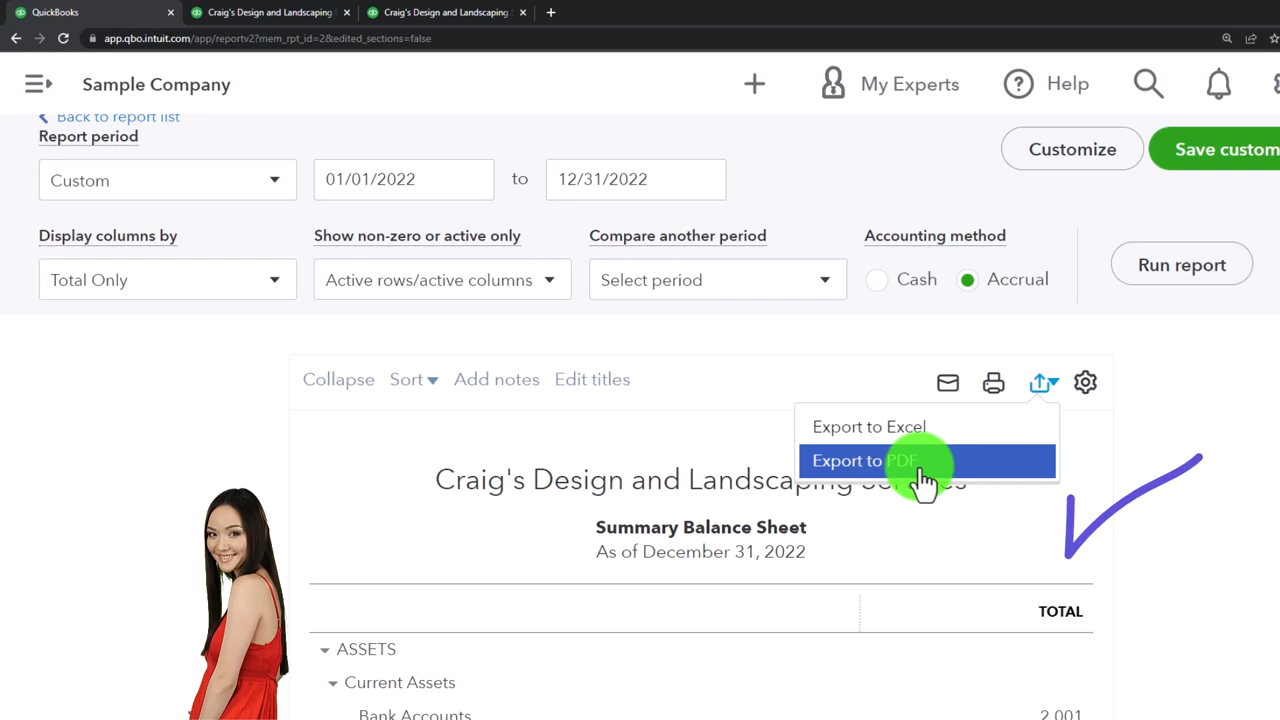 QuickBooks
Craig's Design and Landscaping
Craig's Design and Landscaping
app.qbo.intuit.com/app/reportv2?mem_rpt_id=2&edited_sections=false
Sample Company
My Experts
Help
Back to report list
Report period
Custom
01/01/2022
to
12/31/2022
Customize
Save custom
Display columns by
Show non-zero or active only
Compare another period
Accounting method
Total Only
Active rows/active columns
Select period
Cash
Accrual
Run report
Collapse
Sort
Add notes
Edit titles
Export to Excel
Export to PDF
Craig's Design and Landscaping Services
Summary Balance Sheet
As of December 31, 2022
TOTAL
ASSETS
Current Assets
Bank Accounts
2,001